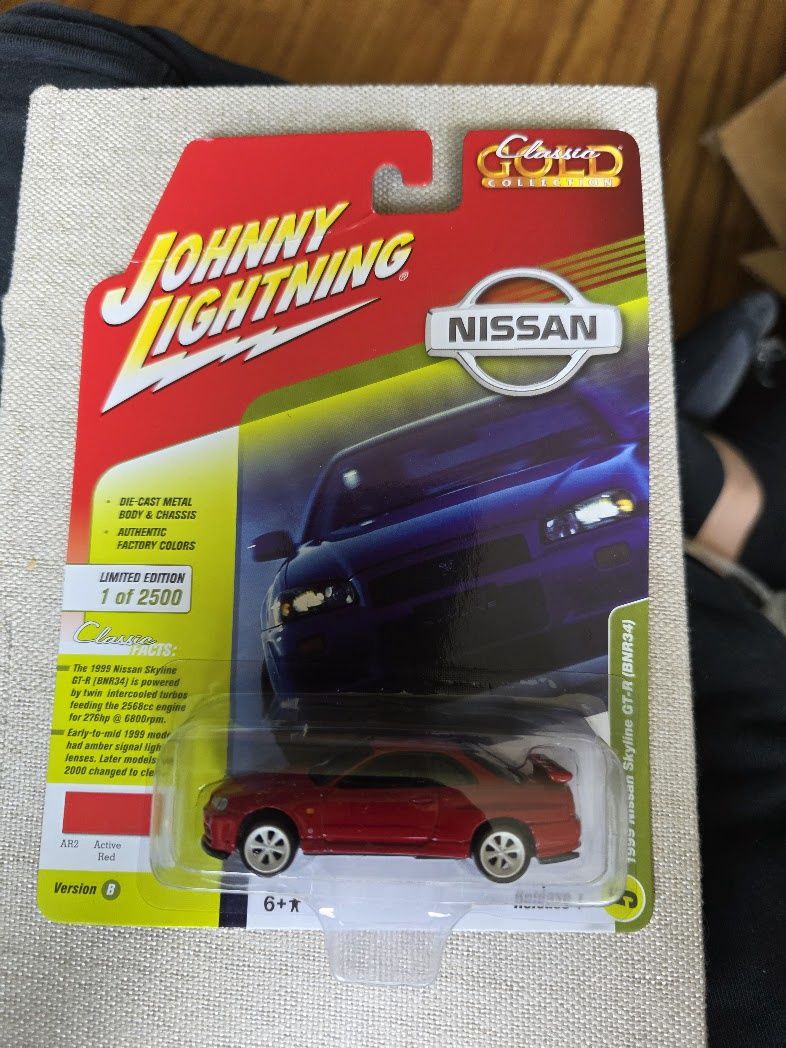 Classic
GOLD®
COLLECTION
JOHNNY
LIGHTNING®
NISSAN
• DIE-CAST METAL
BODY & CHASSIS
• AUTHENTIC
FACTORY COLORS
LIMITED EDITION
1 of 2500
Classic
FACTS:
The 1999 Nissan Skyline
GT-R (BNR34) is powered
by twin intercooled turbos
feeding the 2568cc engine
for 276hp @ 6800rpm.
Early-to-mid 1999
had amber signal
lenses. Later models
2000 changed to
AR2 Active
Red
Version B
6+
Release 1
1999 Nissan Skyline GT-R (BNR34)